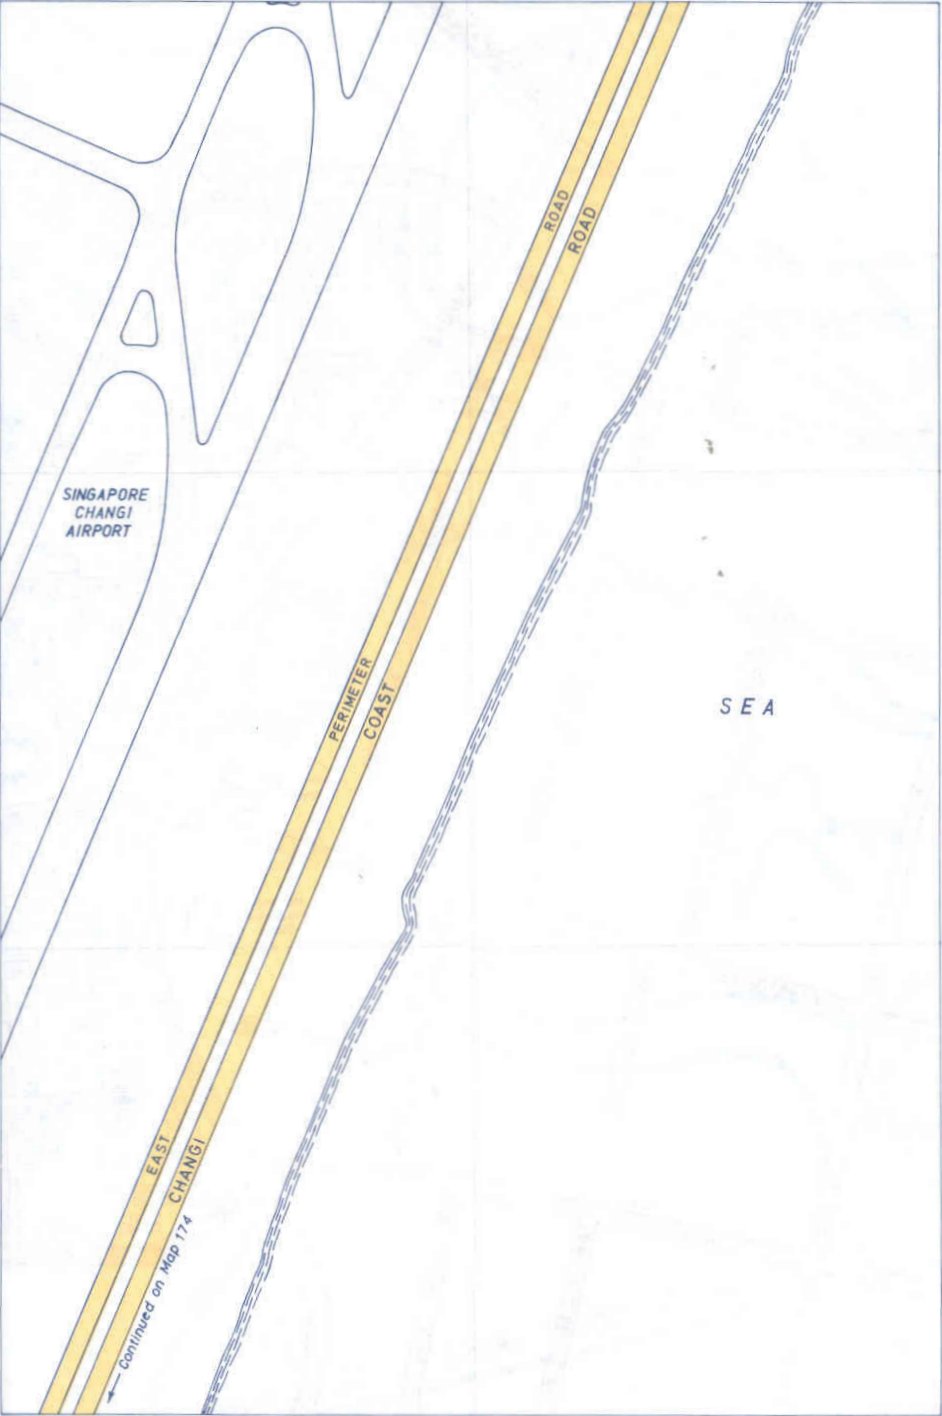 SINGAPORE
CHANGI
AIRPORT
EAST PERIMETER ROAD
CHANGI COAST ROAD
SEA
Continued on Map 174